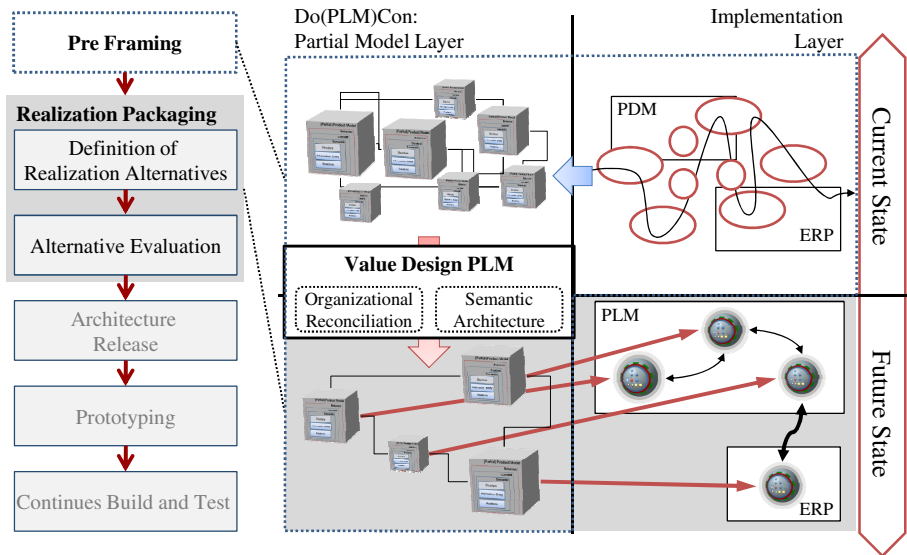 Pre Framing
Realization Packaging
Definition of
Realization Alternatives
Alternative Evaluation
Architecture
Release
Prototyping
Continues Build and Test
Do(PLM)Con:
Partial Model Layer
Implementation
Layer
PDM
ERP
Current State
Value Design PLM
Organizational
Reconciliation
Semantic
Architecture
PLM
ERP
Future State